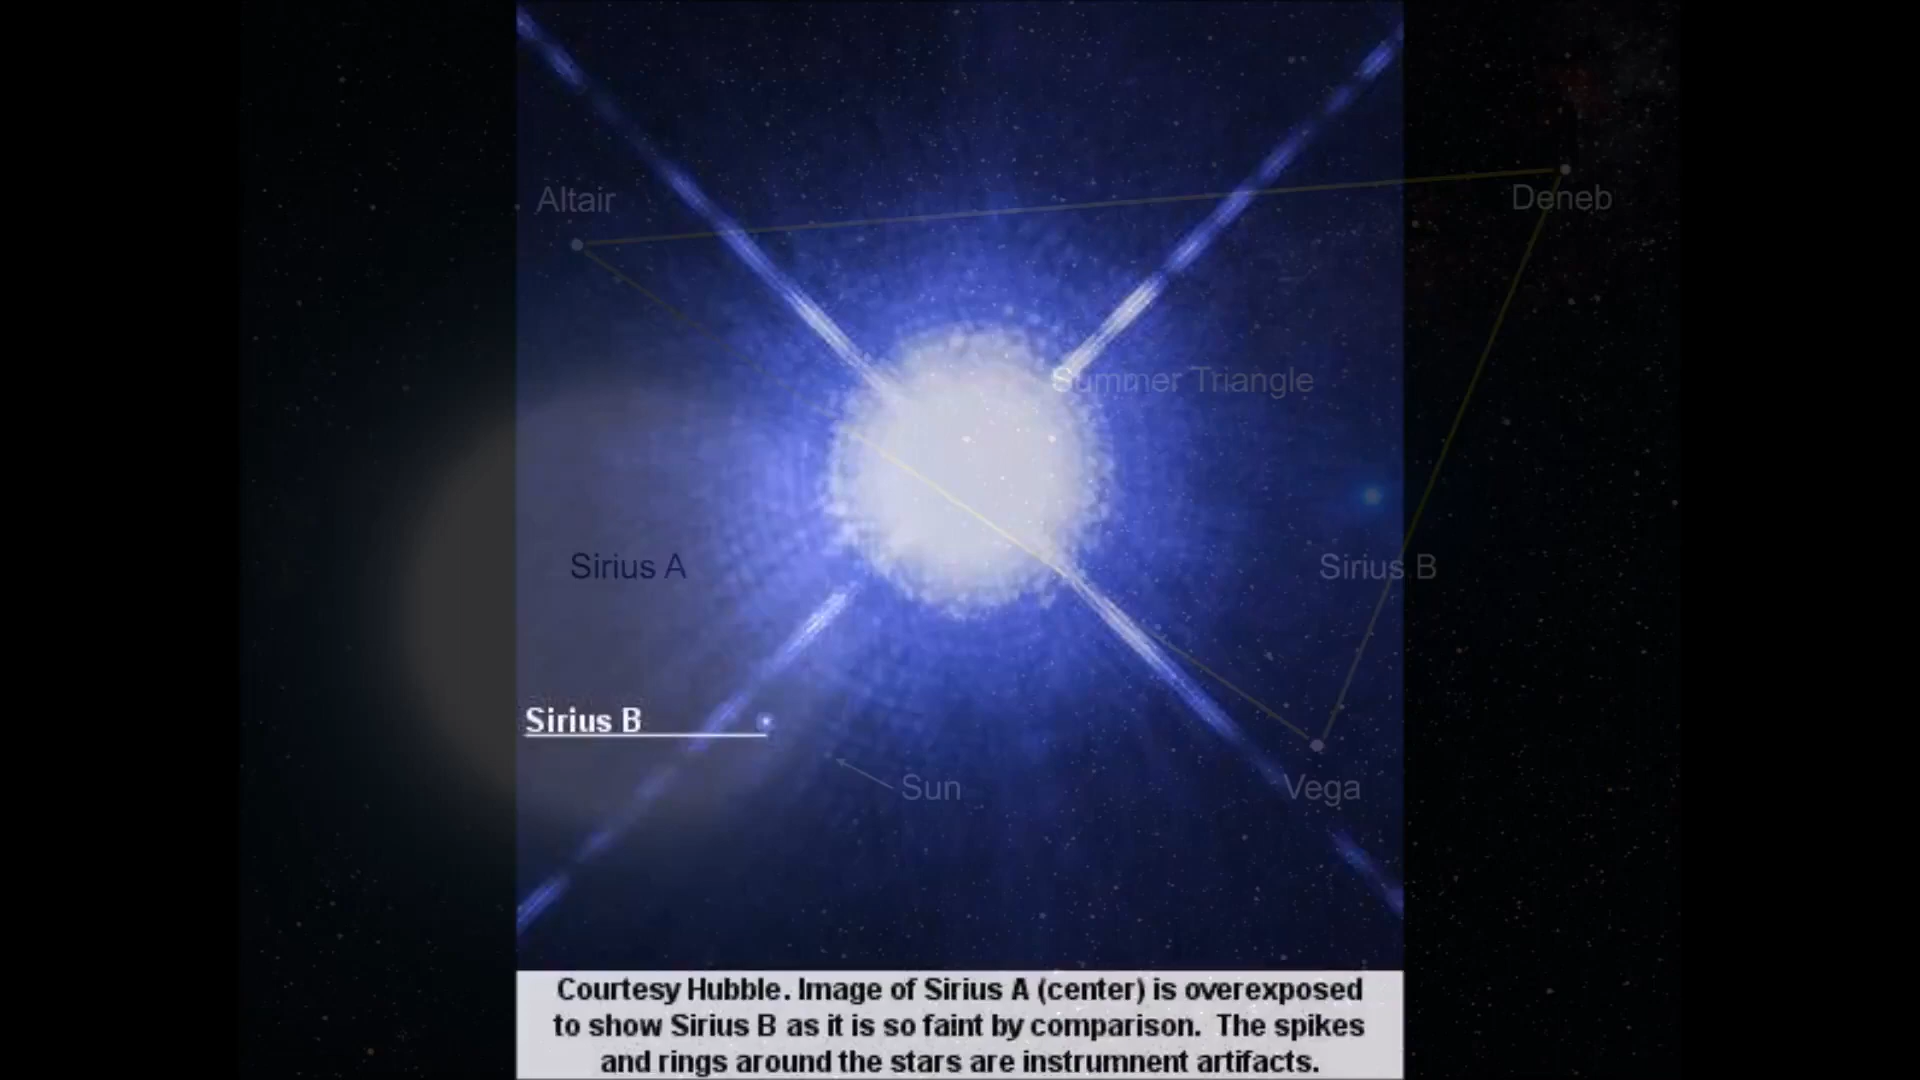 Altair
Deneb
Summer Triangle
Sirius A
Sirius B
Sirius B
Sun
Vega
Courtesy Hubble. Image of Sirius A (center) is overexposed
to show Sirius B as it is so faint by comparison. The spikes
and rings around the stars are instrumnent artifacts.